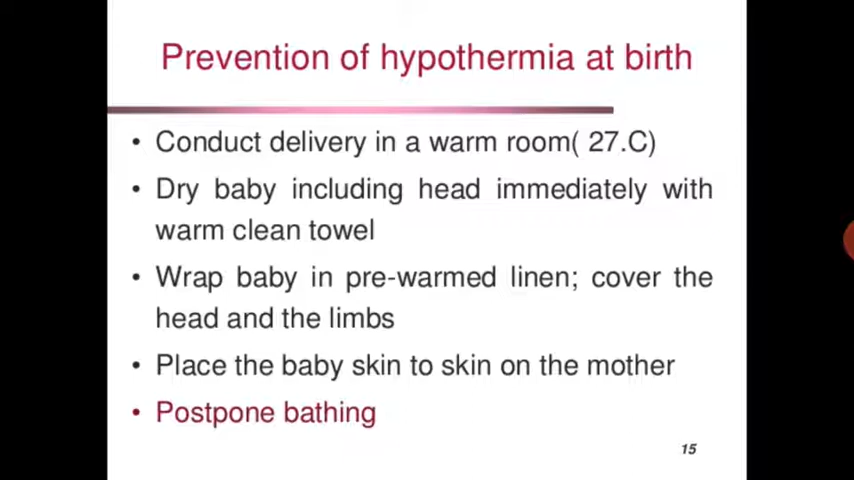 Prevention of hypothermia at birth
• Conduct delivery in a warm room( 27.C)
• Dry baby including head immediately with
warm clean towel
• Wrap baby in pre-warmed linen; cover the
head and the limbs
• Place the baby skin to skin on the mother
• Postpone bathing
15